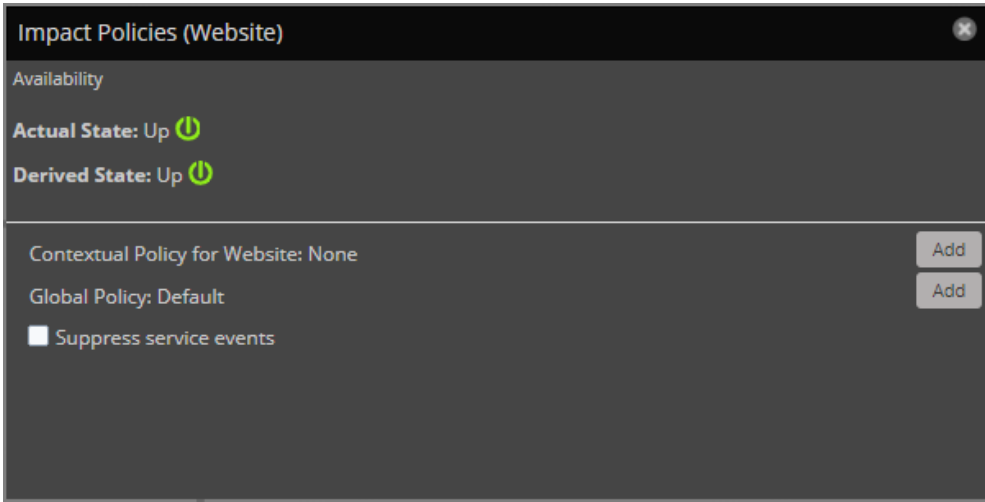 Impact Policies (Website)
Availability
Actual State: Up
Derived State: Up
Contextual Policy for Website: None Add
Global Policy: Default Add
Suppress service events